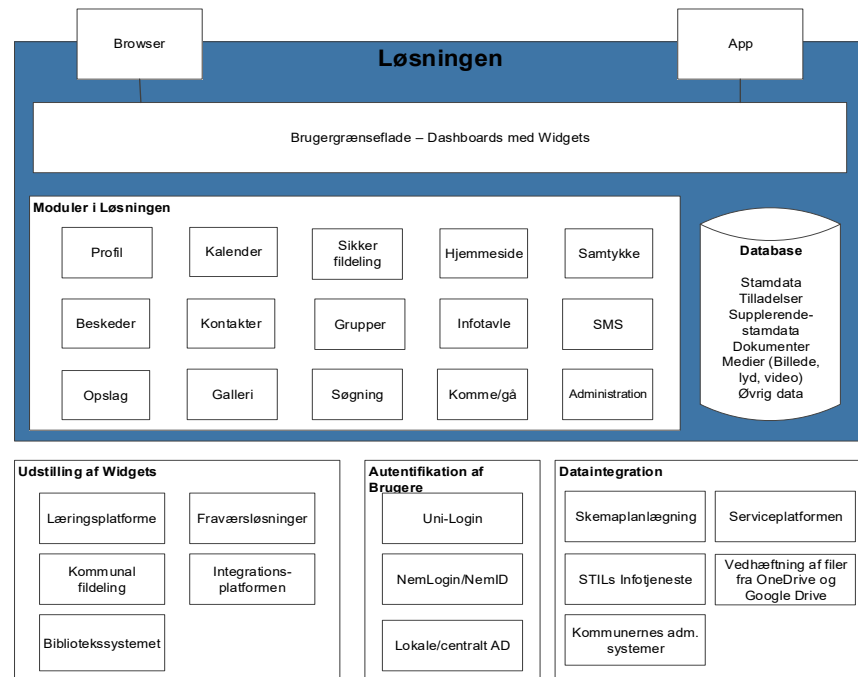 Browser
App
Løsningen
Brugergrænseflade – Dashboards med Widgets
Moduler i Løsningen
Profil
Kalender
Sikker
fildeling
Hjemmeside
Samtykke
Beskeder
Kontakter
Grupper
Infotavle
SMS
Opslag
Galleri
Søgning
Komme/gå
Administration
Database
Stamdata
Tilladelser
Supplerende-
stamdata
Dokumenter
Medier (Billede,
lyd, video)
Øvrig data
Udstilling af Widgets
Læringsplatforme
Fraværsløsninger
Kommunal
fildeling
Integrations-
platformen
Bibliotekssystemet
Autentifikation af
Brugere
Uni-Login
NemLogin/NemID
Lokale/centralt AD
Dataintegration
Skemaplanlægning
Serviceplatformen
STILs Infotjeneste
Vedhæftning af filer
fra OneDrive og
Google Drive
Kommunernes adm.
systemer